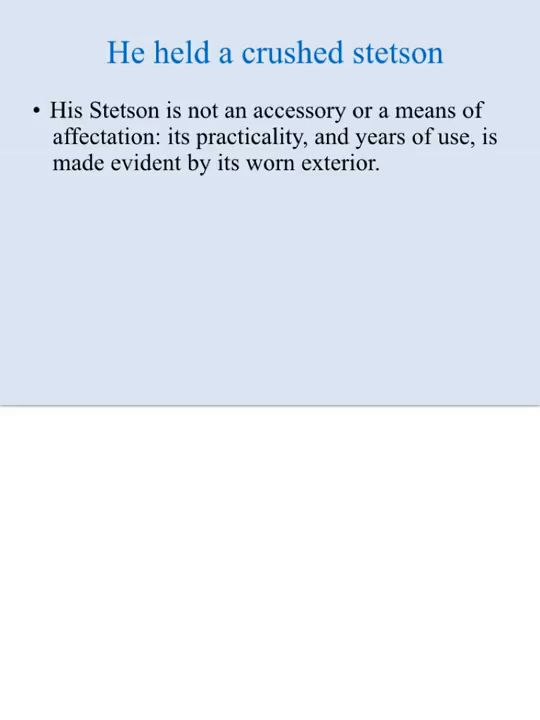 He held a crushed stetson
• His Stetson is not an accessory or a means of
affectation: its practicality, and years of use, is
made evident by its worn exterior.